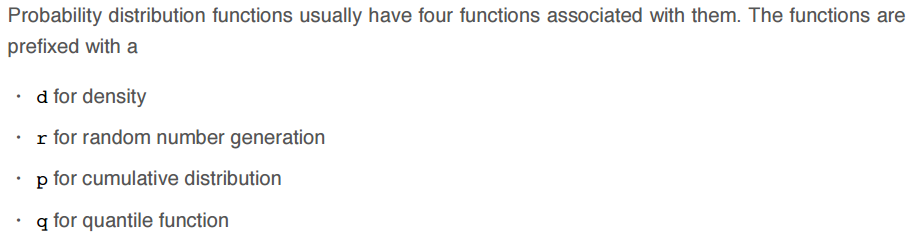 Probability distribution functions usually have four functions associated with them. The functions are
prefixed with a
· d for density
· r for random number generation
· p for cumulative distribution
· q for quantile function